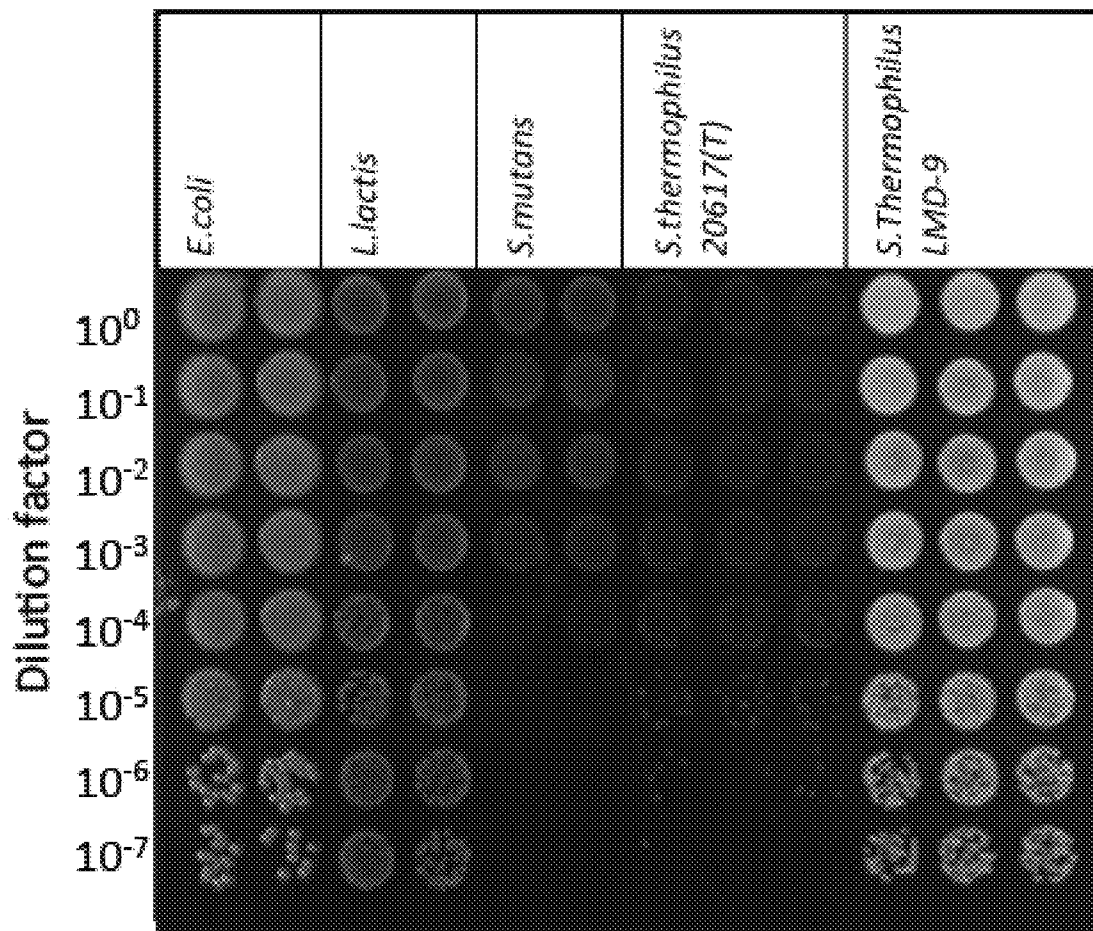 E.coli
L.lactis
S.mutans
S.thermophilus
20617(T)
S.Thermophilus
LMD-9
Dilution factor
10⁰
10⁻¹
10⁻²
10⁻³
10⁻⁴
10⁻⁵
10⁻⁶
10⁻⁷